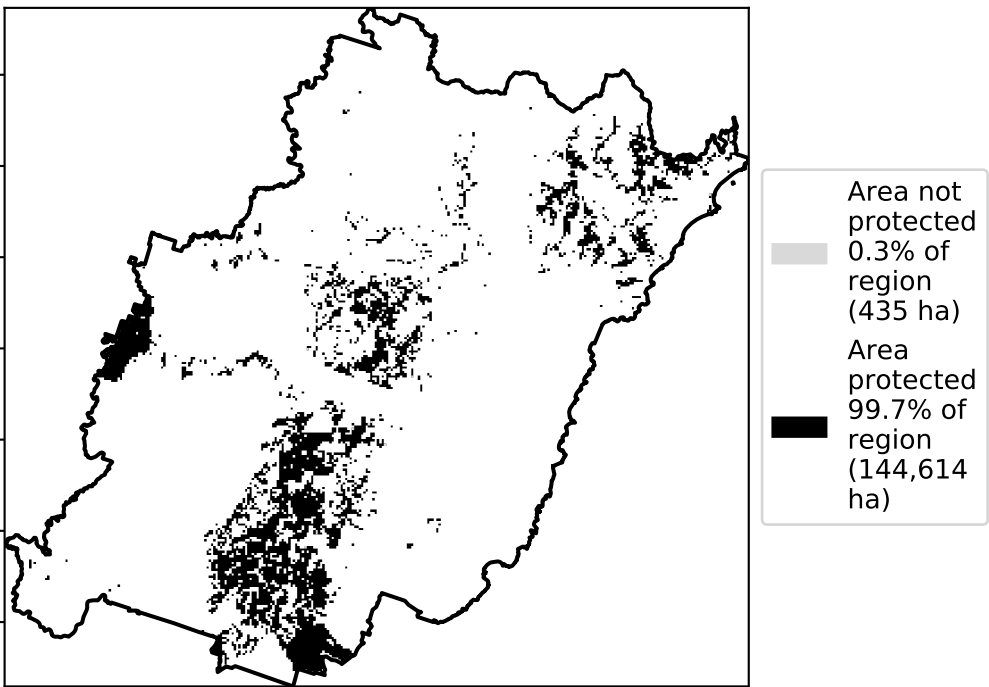 Area not
protected
0.3% of
region
(435 ha)
Area
protected
99.7% of
region
(144,614
ha)